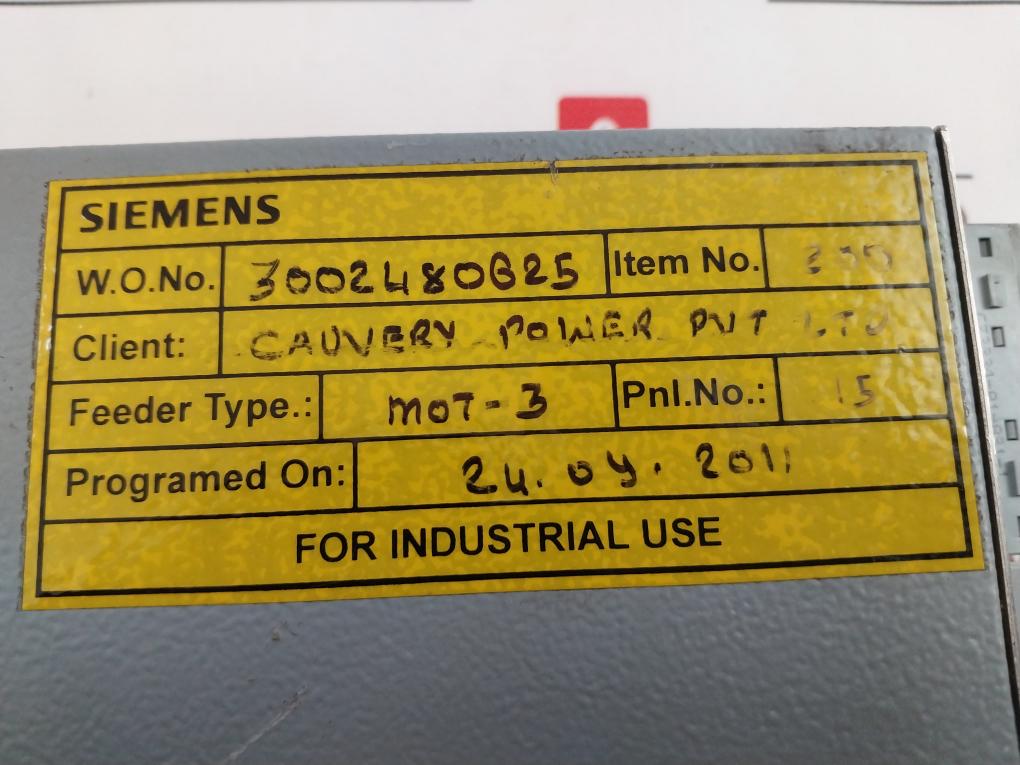 SIEMENS
W.O.No. 3002480625 Item No.
Client: CAUVERY POWER PVT LTD
Feeder Type.: MOT-3 Pnl.No.: 15
Programed On: 24.04.2011
FOR INDUSTRIAL USE